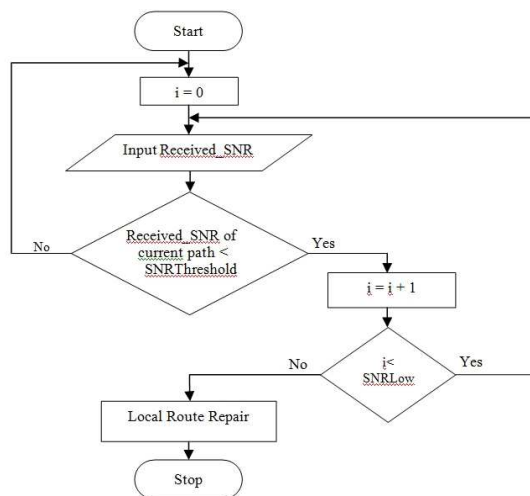 Start
i = 0
Input Received_SNR
Received_SNR of
current path <
SNRThreshold
No
Yes
i = i + 1
i<
SNRLow
No
Yes
Local Route Repair
Stop